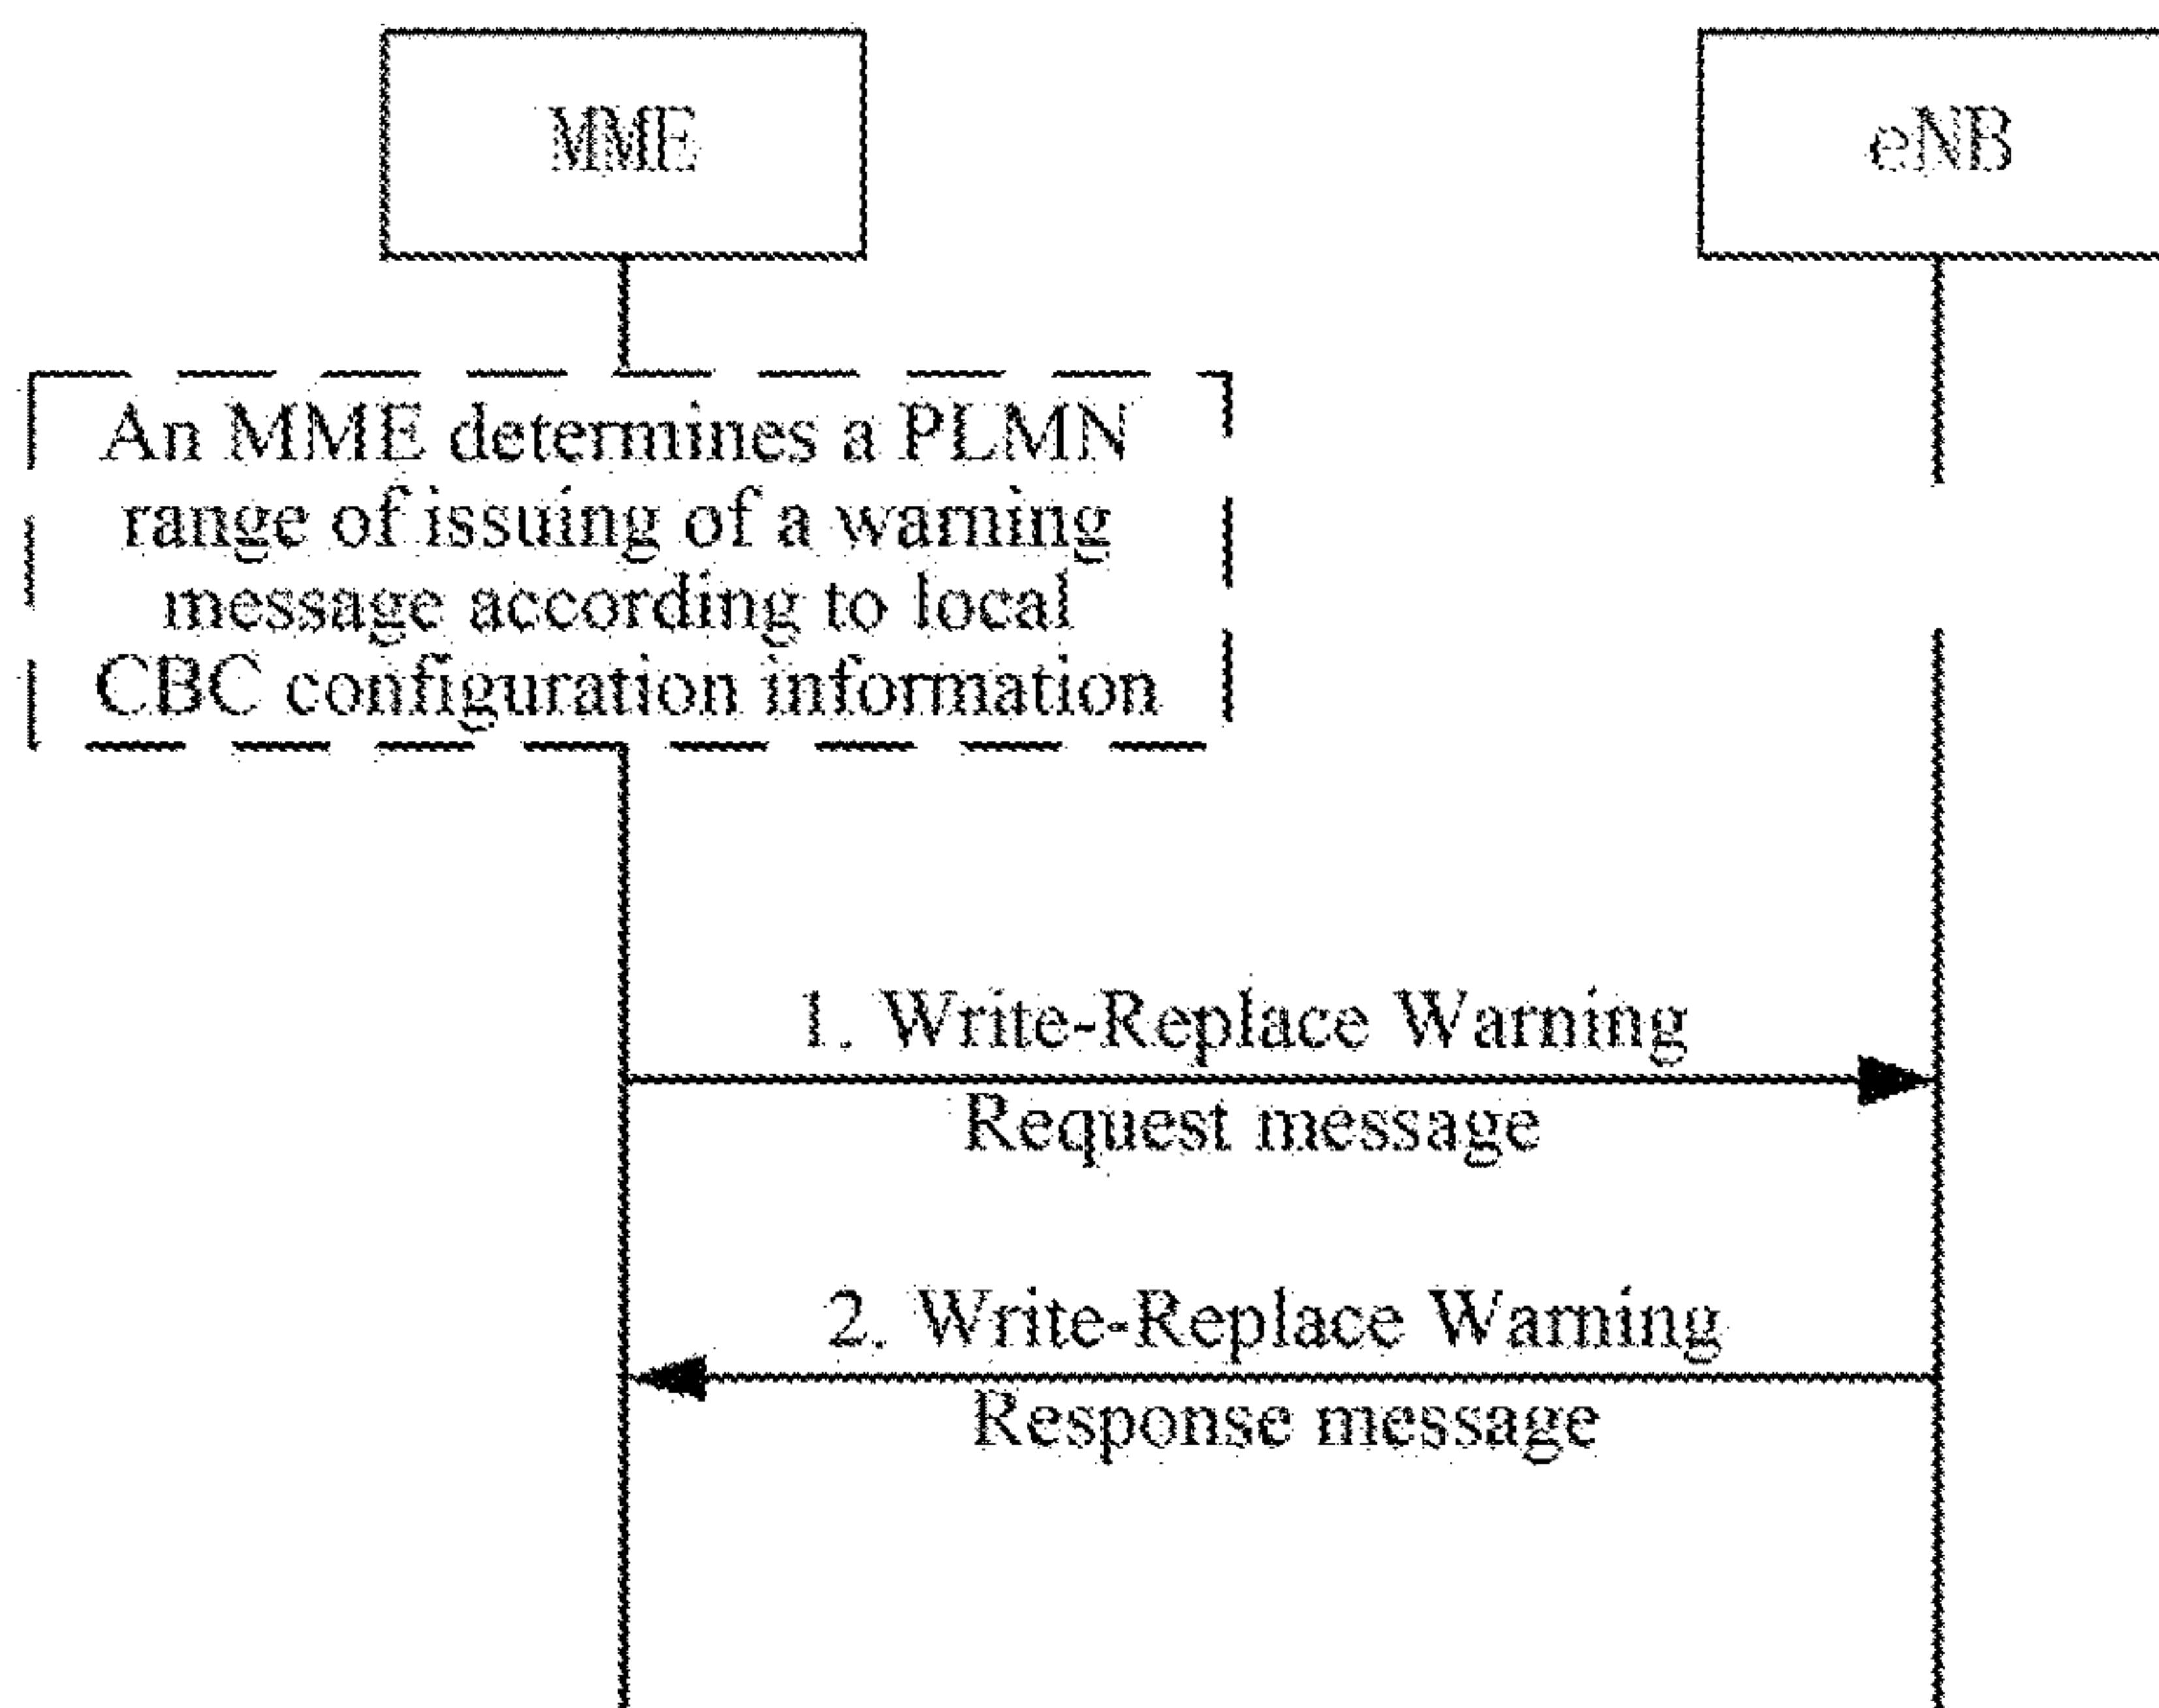 MME
eNB
An MME determines a PLMN
range of issuing of a warning
message according to local
CBC configuration information
1. Write-Replace Warning
Request message
2. Write-Replace Warning
Response message